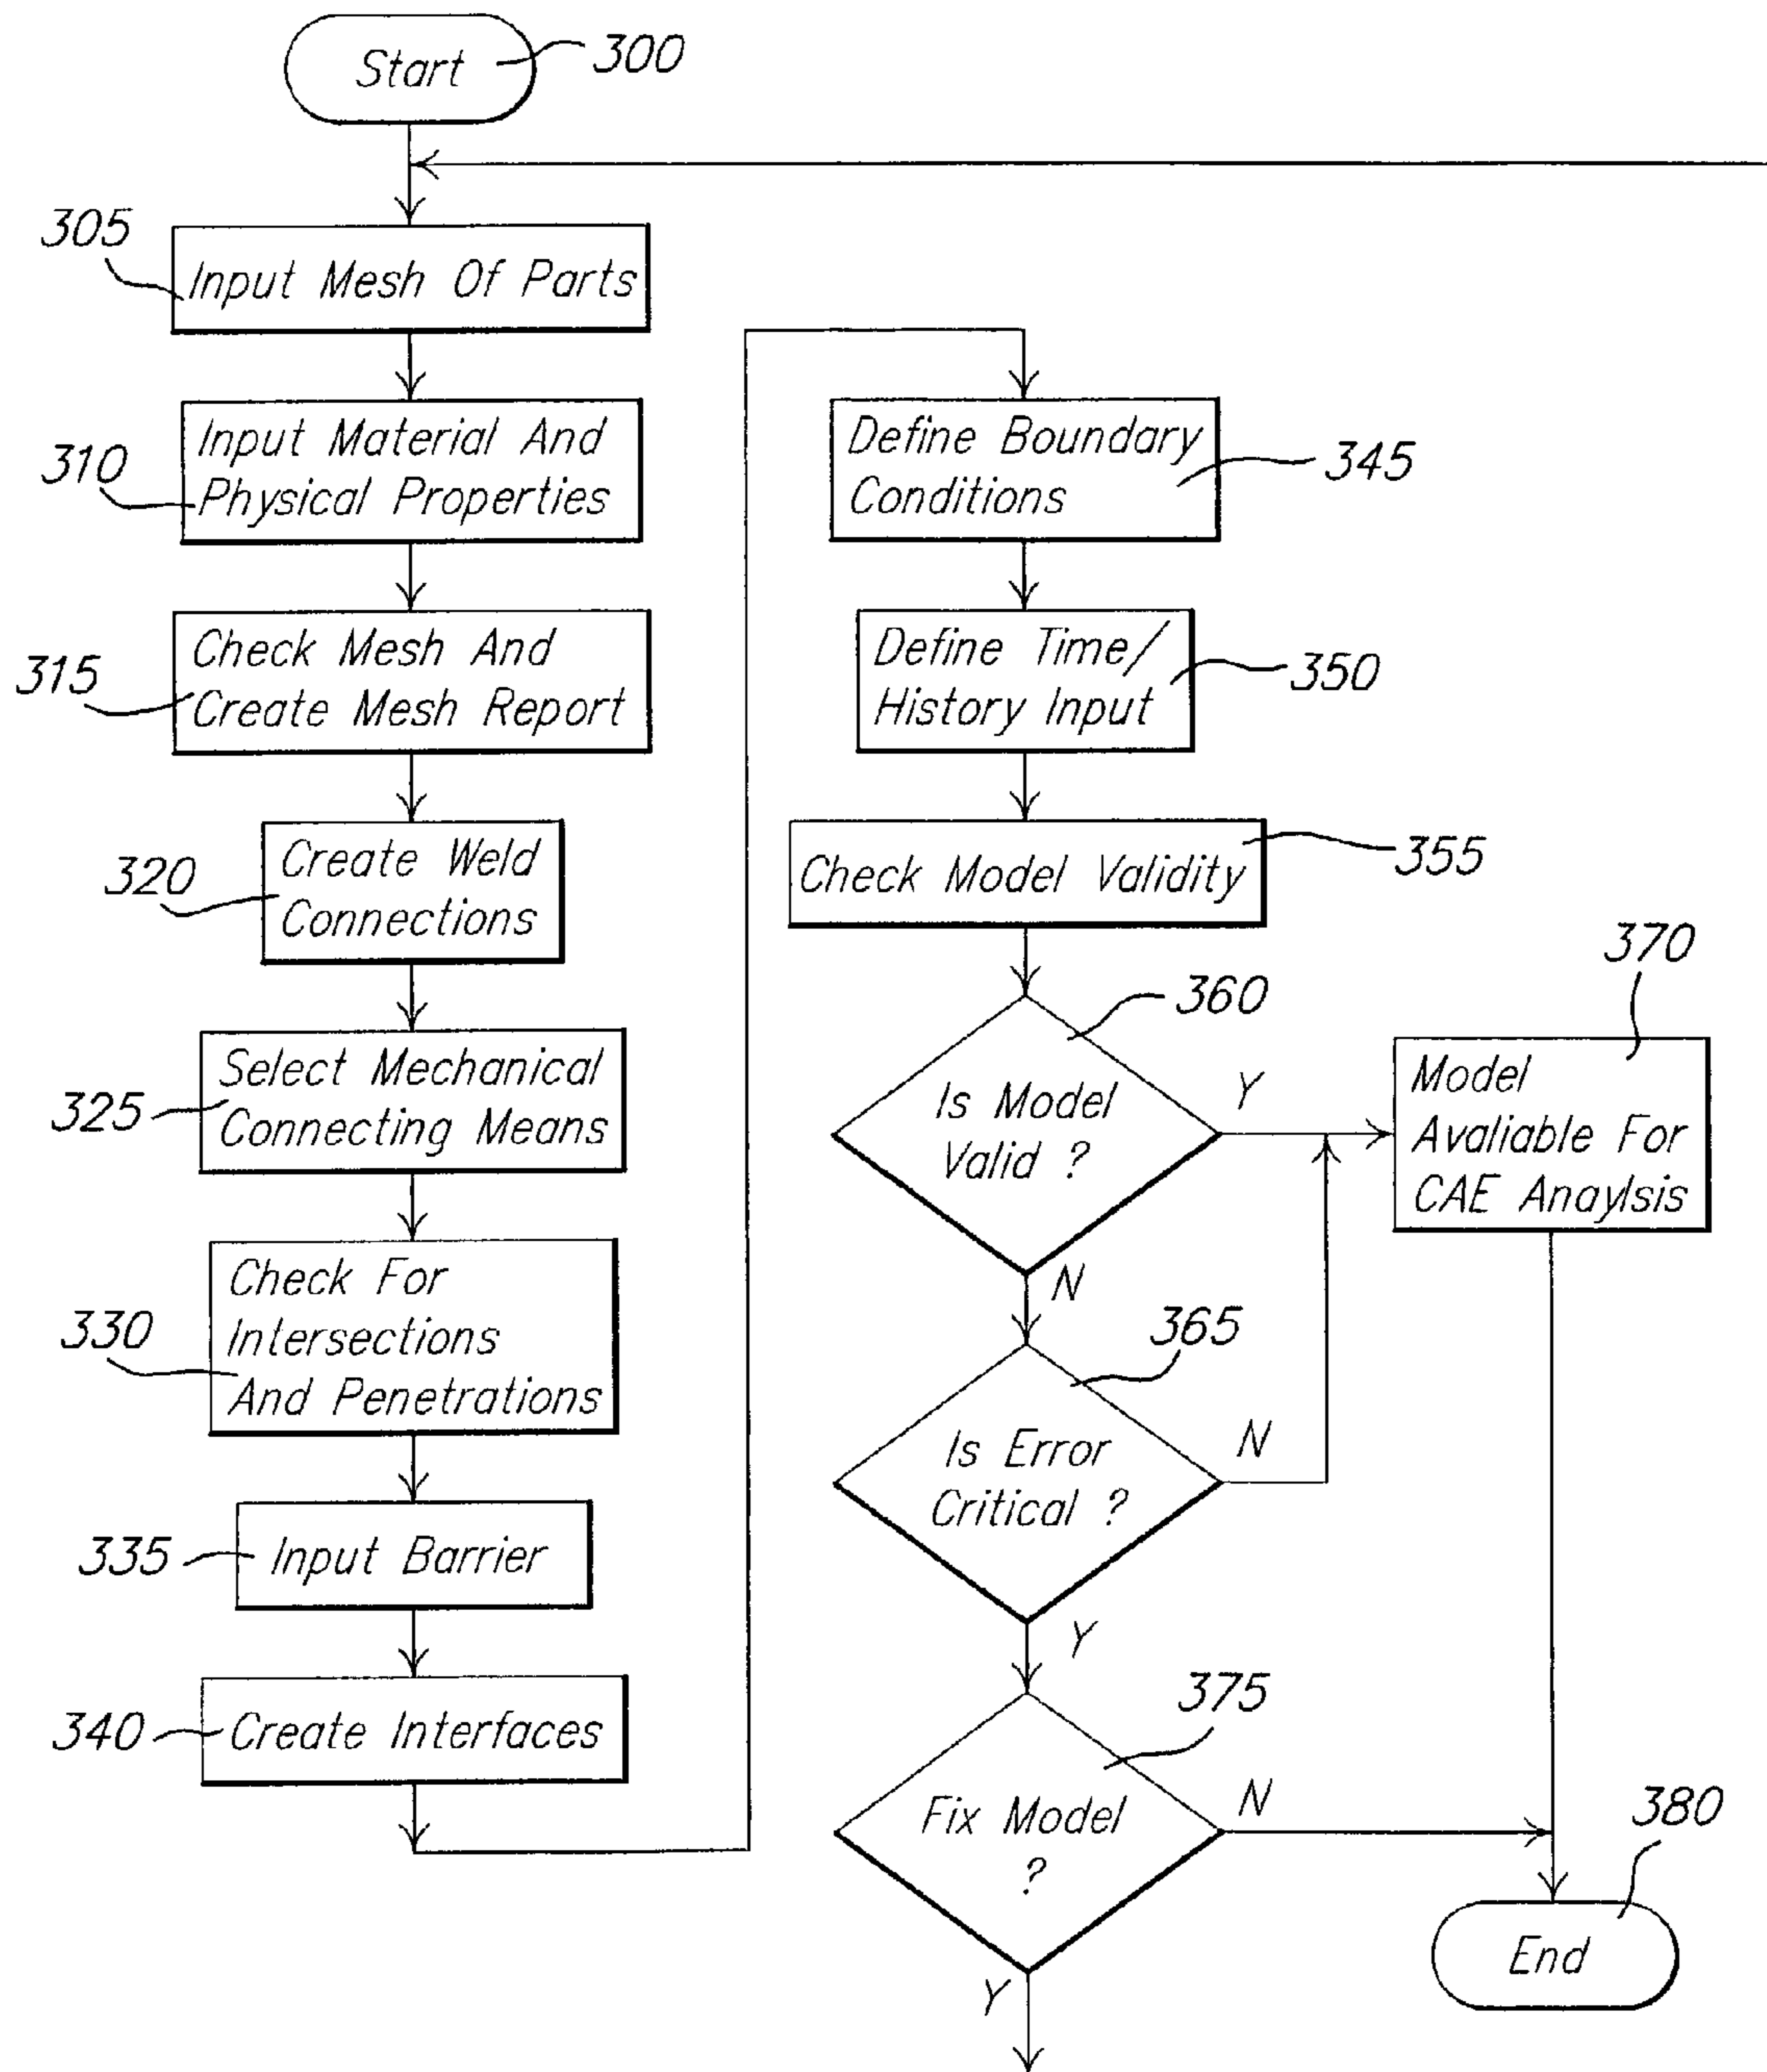 Start
300
305
Input Mesh Of Parts
310
Input Material And
Physical Properties
315
Check Mesh And
Create Mesh Report
320
Create Weld
Connections
325
Select Mechanical
Connecting Means
330
Check For
Intersections
And Penetrations
335
Input Barrier
340
Create Interfaces
Define Boundary
Conditions
345
Define Time/
History Input
350
Check Model Validity
355
360
Is Model
Valid ?
Y
N
370
Model
Avaliable For
CAE Anaylsis
365
Is Error
Critical ?
N
Y
375
Fix Model
?
N
Y
380
End